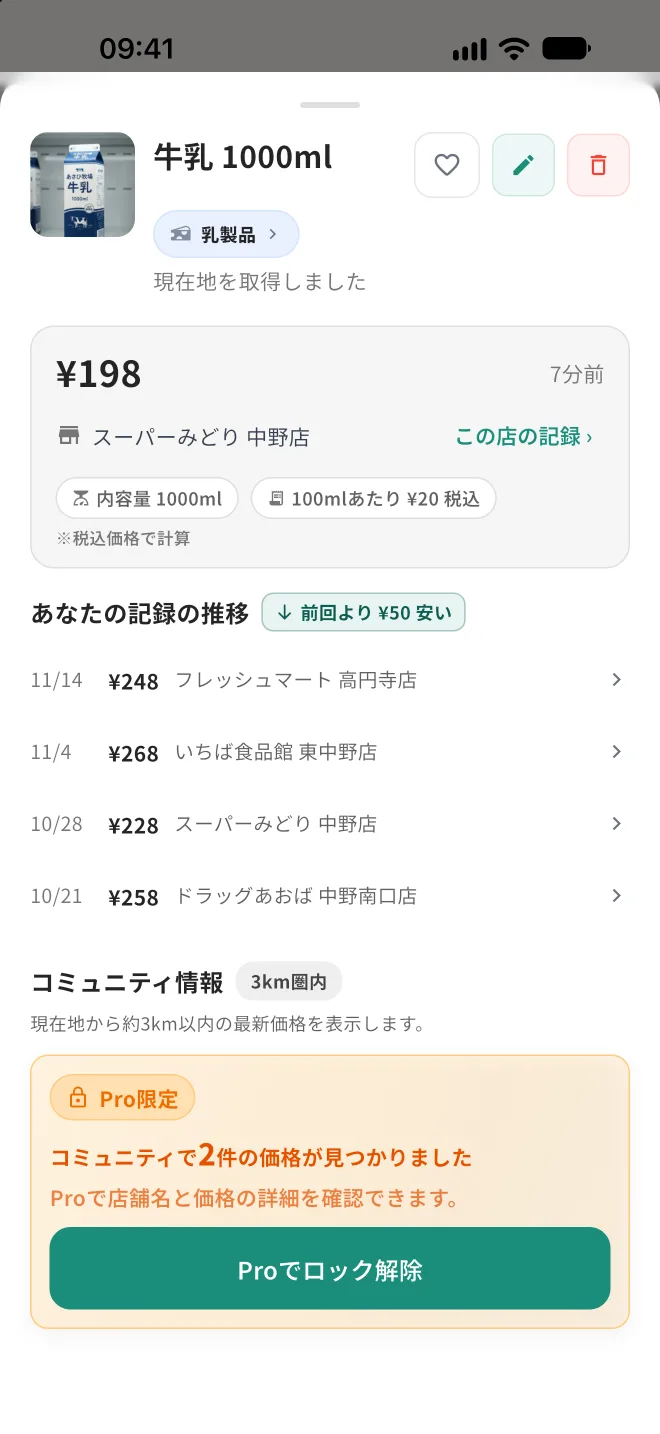 09:41
あさひ牧場
牛乳
1000ml
牛乳 1000ml
乳製品
現在地を取得しました
¥198
7分前
スーパーみどり 中野店
この店の記録 ›
内容量 1000ml
100mlあたり ¥20 税込
※税込価格で計算
あなたの記録の推移
↓ 前回より ¥50 安い
11/14 ¥248 フレッシュマート 高円寺店
11/4 ¥268 いちば食品館 東中野店
10/28 ¥228 スーパーみどり 中野店
10/21 ¥258 ドラッグあおば 中野南口店
コミュニティ情報
3km圏内
現在地から約3km以内の最新価格を表示します。
Pro限定
コミュニティで2件の価格が見つかりました
Proで店舗名と価格の詳細を確認できます。
Proでロック解除